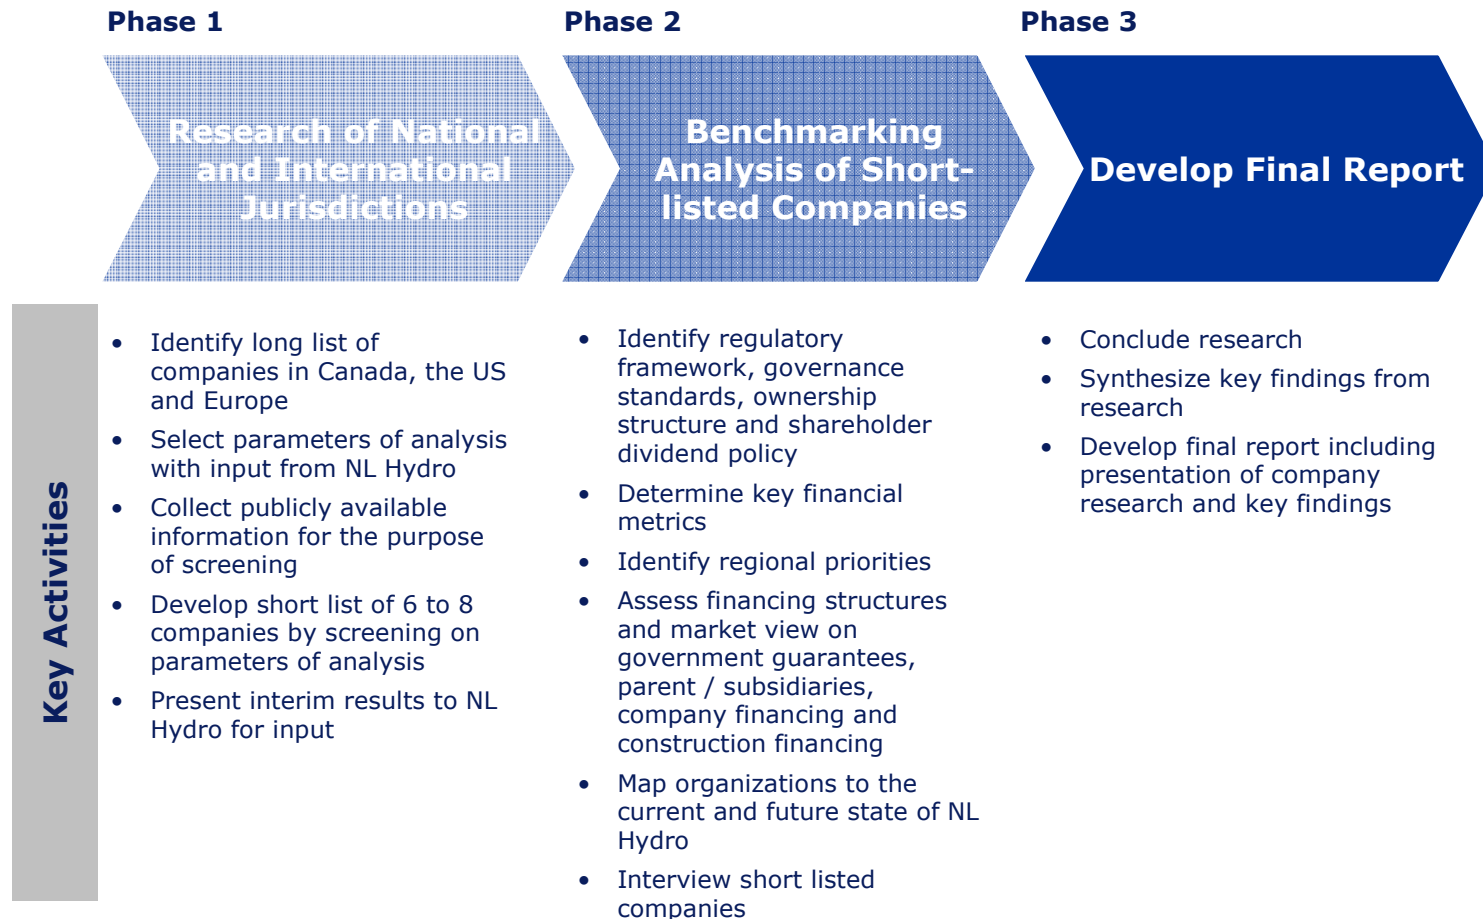 Phase 1
Research of National
and International
Jurisdictions
Phase 2
Benchmarking
Analysis of Short-
listed Companies
Phase 3
Develop Final Report
Key Activities
• Identify long list of
companies in Canada, the US
and Europe
• Select parameters of analysis
with input from NL Hydro
• Collect publicly available
information for the purpose
of screening
• Develop short list of 6 to 8
companies by screening on
parameters of analysis
• Present interim results to NL
Hydro for input
• Identify regulatory
framework, governance
standards, ownership
structure and shareholder
dividend policy
• Determine key financial
metrics
• Identify regional priorities
• Assess financing structures
and market view on
government guarantees,
parent / subsidiaries,
company financing and
construction financing
• Map organizations to the
current and future state of NL
Hydro
• Interview short listed
companies
• Conclude research
• Synthesize key findings from
research
• Develop final report including
presentation of company
research and key findings